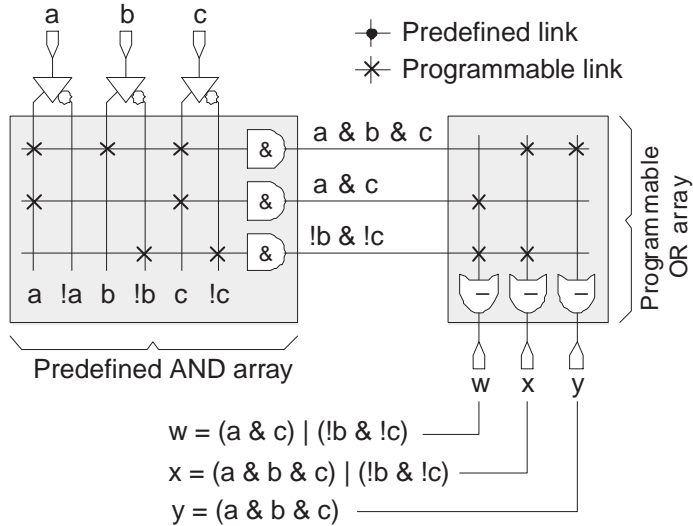 a b c
Predefined link
Programmable link
& a & b & c
& a & c
& !b & !c
a !a b !b c !c
Predefined AND array
Programmable
OR array
w x y
w = (a & c) | (!b & !c)
x = (a & b & c) | (!b & !c)
y = (a & b & c)